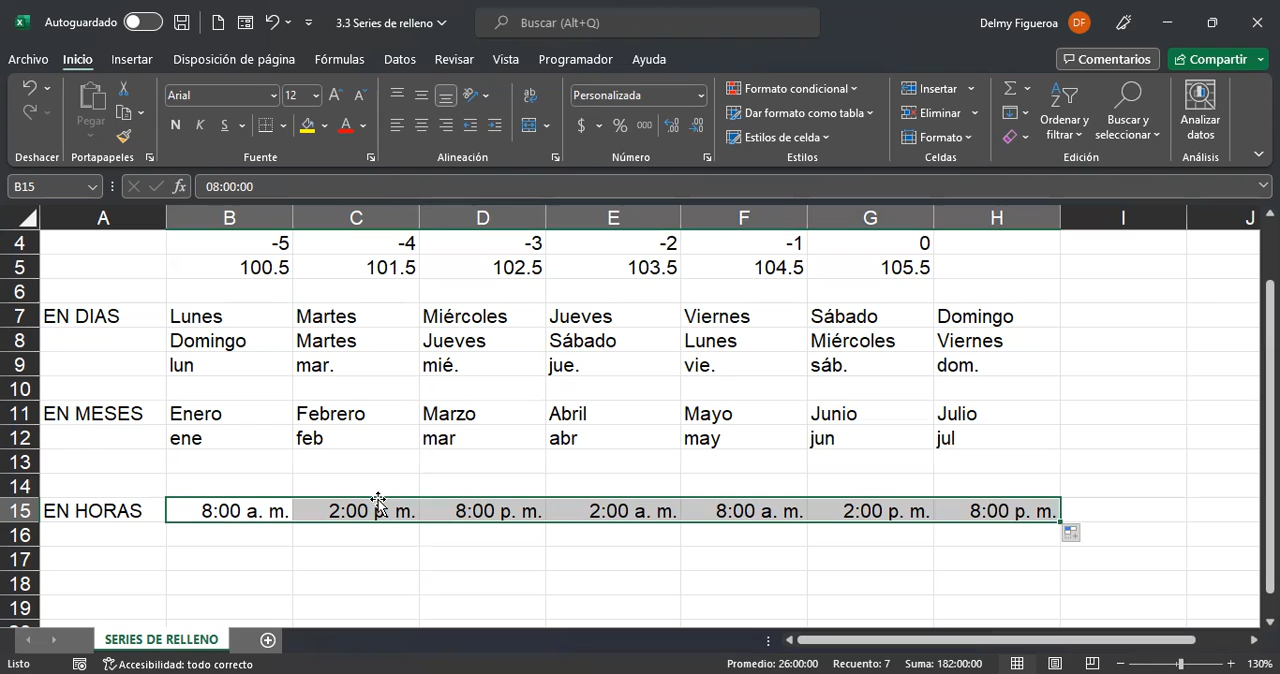 Autoguardado 3.3 Series de relleno Buscar (Alt+Q) Delmy Figueroa DF
Archivo Inicio Insertar Disposición de página Fórmulas Datos Revisar Vista Programador Ayuda Comentarios Compartir
Arial 12 Personalizada Formato condicional Insertar
Pegar Dar formato como tabla Eliminar Ordenar y filtrar Buscar y seleccionar Analizar datos
N K S $ % 000 Estilos de celda Formato
Deshacer Portapapeles Fuente Alineación Número Estilos Celdas Edición Análisis
B15 fx 08:00:00
A B C D E F G H I J
4 -5 -4 -3 -2 -1 0
5 100.5 101.5 102.5 103.5 104.5 105.5
6
7 EN DIAS Lunes Martes Miércoles Jueves Viernes Sábado Domingo
8 Domingo Martes Jueves Sábado Lunes Miércoles Viernes
9 lun mar. mié. jue. vie. sáb. dom.
10
11 EN MESES Enero Febrero Marzo Abril Mayo Junio Julio
12 ene feb mar abr may jun jul
13
14
15 EN HORAS 8:00 a. m. 2:00 p. m. 8:00 p. m. 2:00 a. m. 8:00 a. m. 2:00 p. m. 8:00 p. m.
16
17
18
19
SERIES DE RELLENO
Listo Accesibilidad: todo correcto Promedio: 26:00:00 Recuento: 7 Suma: 182:00:00 130%